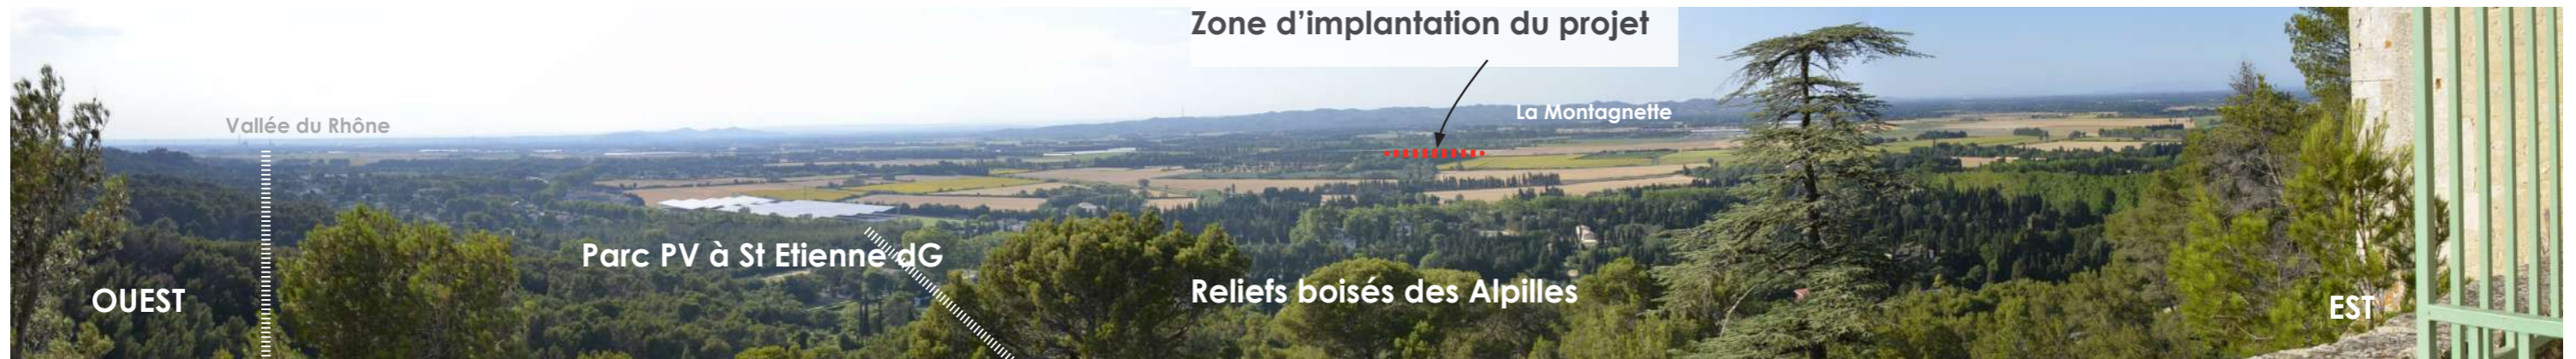 Zone d’implantation du projet
La Montagnette
Vallée du Rhône
Parc PV à St Etienne dG
Reliefs boisés des Alpilles
OUEST
EST